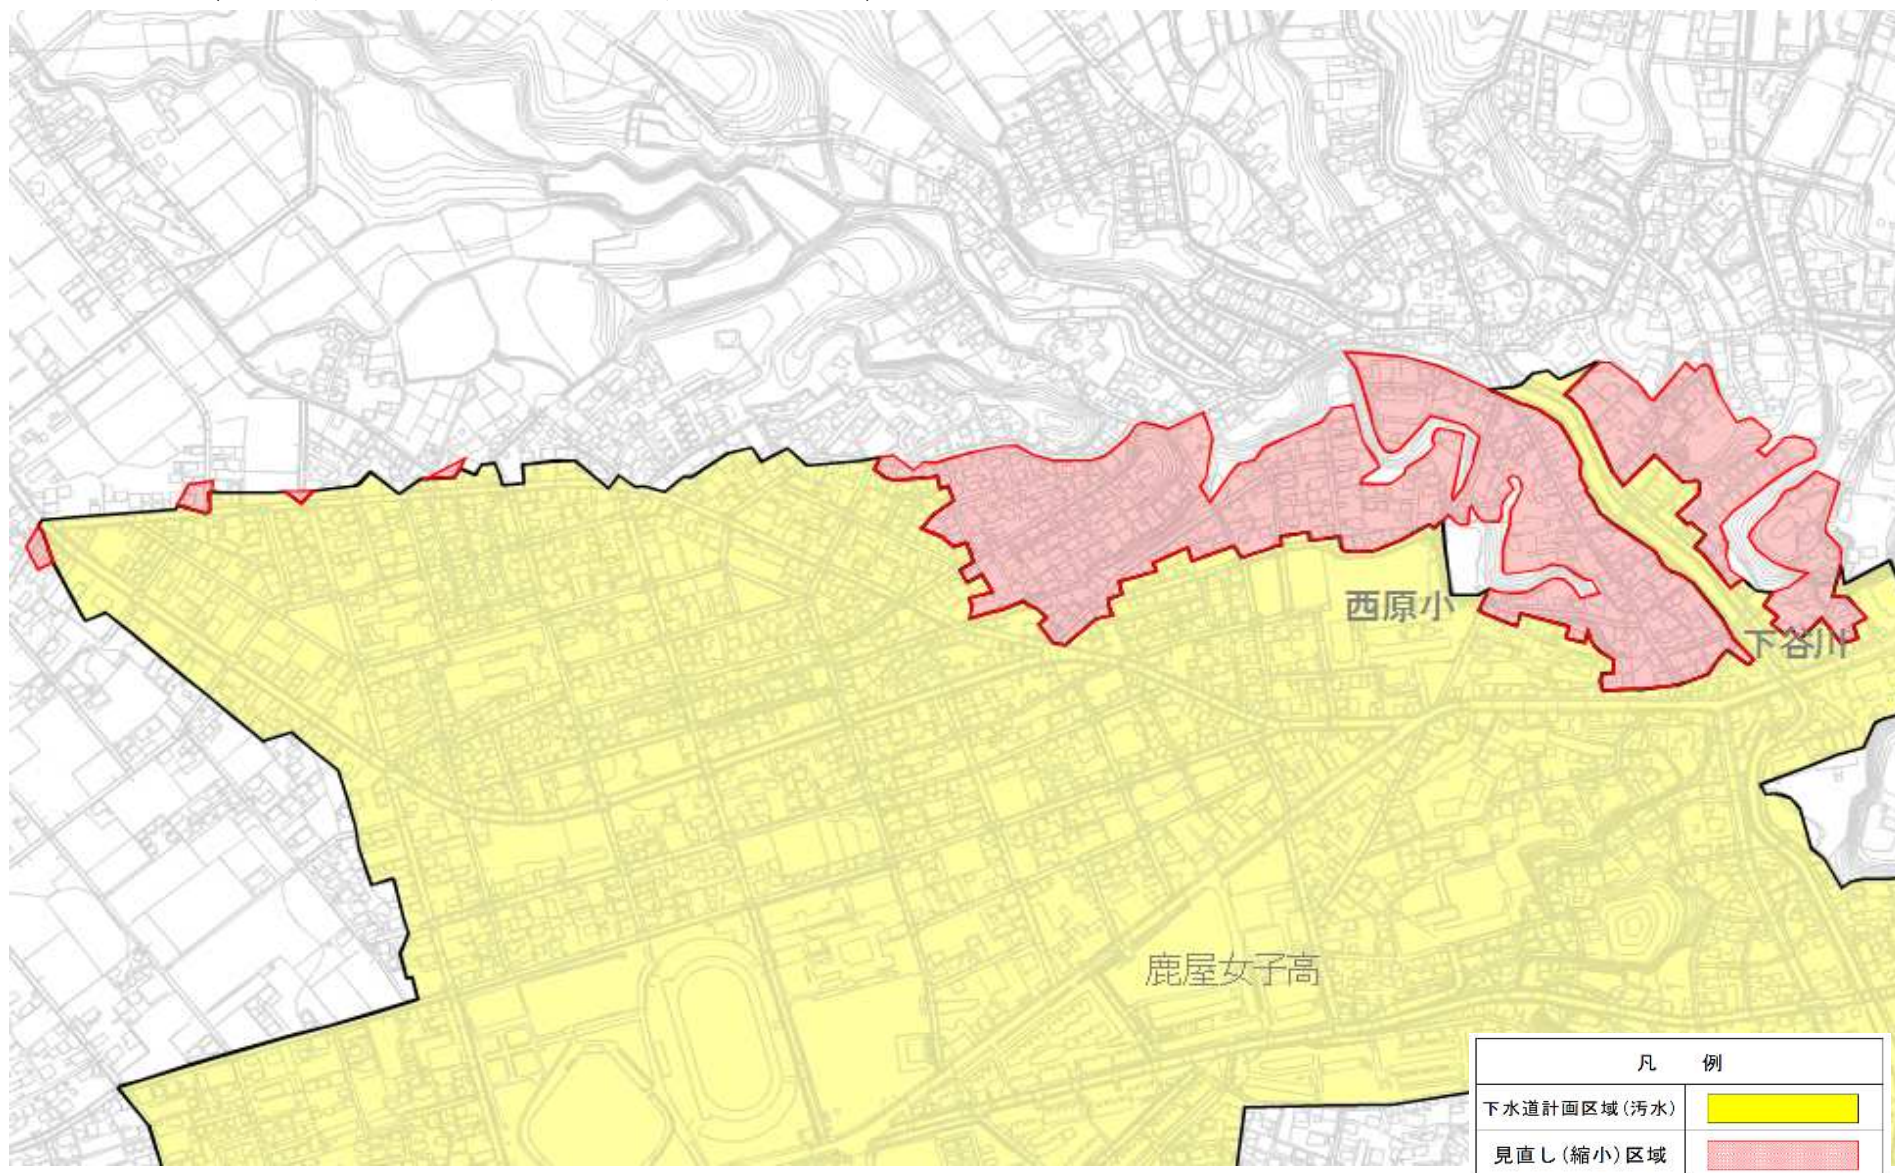 西原小
下谷川
鹿屋女子高
凡 例
下水道計画区域(汚水)
見直し(縮小)区域